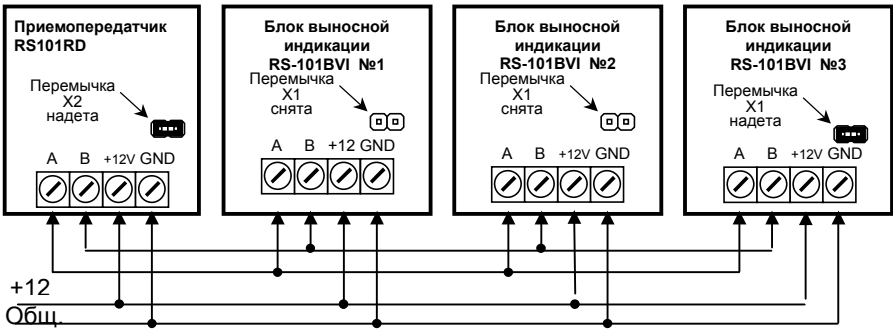 Приемопередатчик
RS101RD
Перемычка
X2
надета
A B +12V GND
Блок выносной
индикации
RS-101BVI №1
Перемычка
X1
снята
A B +12 GND
Блок выносной
индикации
RS-101BVI №2
Перемычка
X1
снята
A B +12V GND
Блок выносной
индикации
RS-101BVI №3
Перемычка
X1
надета
A B +12V GND
+12
Общ.